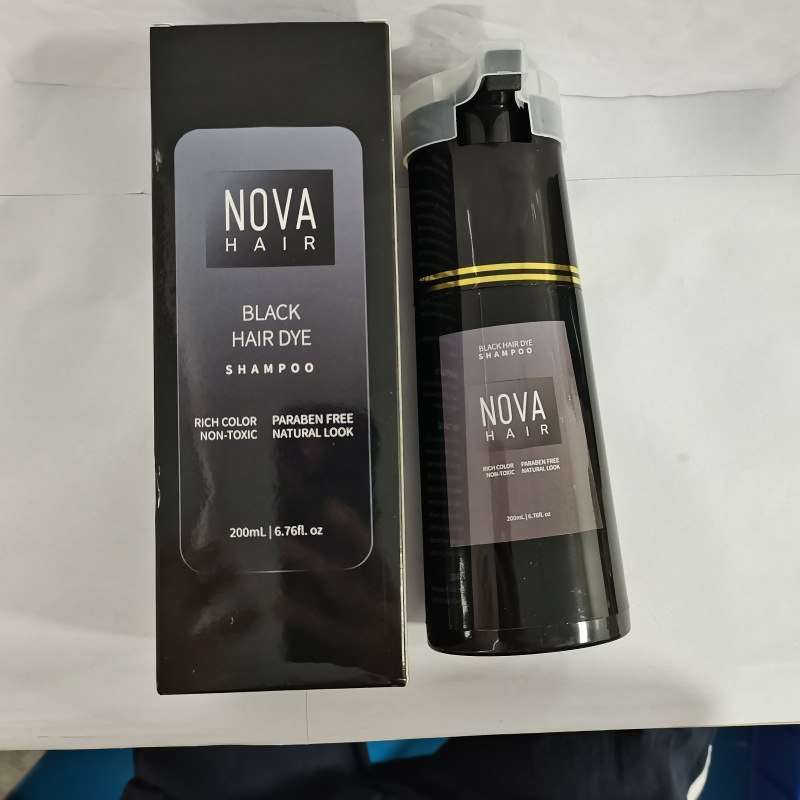 NOVA
HAIR
BLACK
HAIR DYE
SHAMPOO
RICH COLOR
NON-TOXIC
PARABEN FREE
NATURAL LOOK
200mL | 6.76fl. oz
BLACK HAIR DYE
SHAMPOO
NOVA
HAIR
RICH COLOR
NON-TOXIC
PARABEN FREE
NATURAL LOOK
200mL | 6.76fl. oz